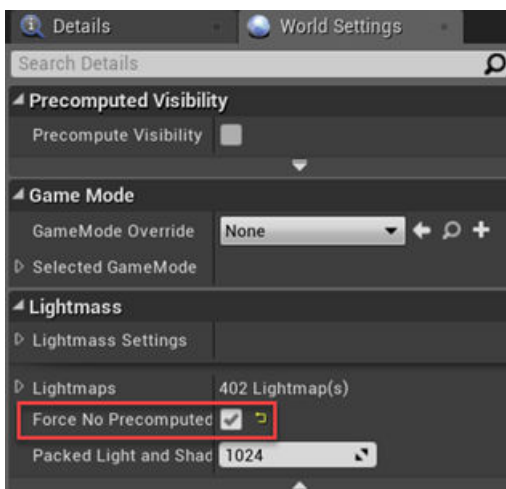 Details
World Settings
Search Details
Precomputed Visibility
Precompute Visibility
Game Mode
GameMode Override None
Selected GameMode
Lightmass
Lightmass Settings
Lightmaps 402 Lightmap(s)
Force No Precomputed
Packed Light and Shad 1024